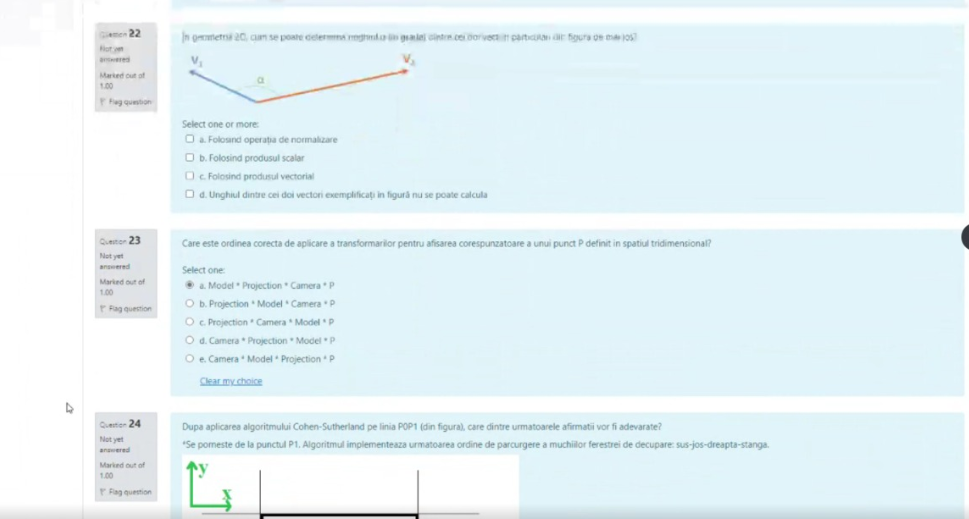 Question 22
Not yet
answered
Marked out of
1.00
Flag question
În geometria 2D, cum se poate determina unghiul dintre cei doi vectori particulari din figura de mai jos?
V₁
α
V₂
Select one or more:
a. Folosind operația de normalizare
b. Folosind produsul scalar
c. Folosind produsul vectorial
d. Unghiul dintre cei doi vectori exemplificați în figură nu se poate calcula
Question 23
Not yet
answered
Marked out of
1.00
Flag question
Care este ordinea corecta de aplicare a transformarilor pentru afisarea corespunzatoare a unui punct P definit in spatiul tridimensional?
Select one:
a. Model * Projection * Camera * P
b. Projection * Model * Camera * P
c. Projection * Camera * Model * P
d. Camera * Projection * Model * P
e. Camera * Model * Projection * P
Clear my choice
Question 24
Not yet
answered
Marked out of
1.00
Flag question
Dupa aplicarea algoritmului Cohen-Sutherland pe linia P0P1 (din figura), care dintre urmatoarele afirmatii vor fi adevarate?
*Se porneste de la punctul P1. Algoritmul implementeaza urmatoarea ordine de parcurgere a muchiilor ferestrei de decupare: sus-jos-dreapta-stanga.
y
x